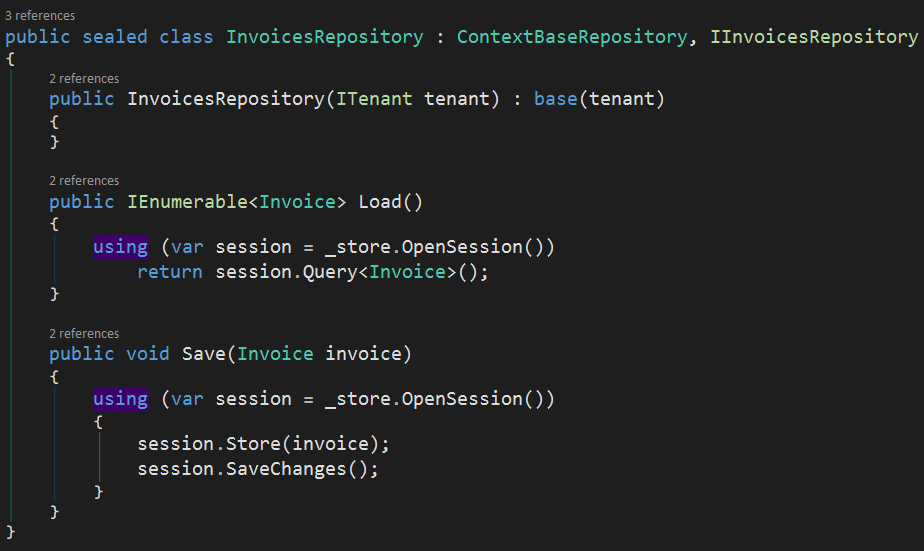 3 references
public sealed class InvoicesRepository : ContextBaseRepository, IInvoicesRepository
{
2 references
public InvoicesRepository(ITenant tenant) : base(tenant)
{
}
2 references
public IEnumerable<Invoice> Load()
{
using (var session = _store.OpenSession())
return session.Query<Invoice>();
}
2 references
public void Save(Invoice invoice)
{
using (var session = _store.OpenSession())
{
session.Store(invoice);
session.SaveChanges();
}
}
}